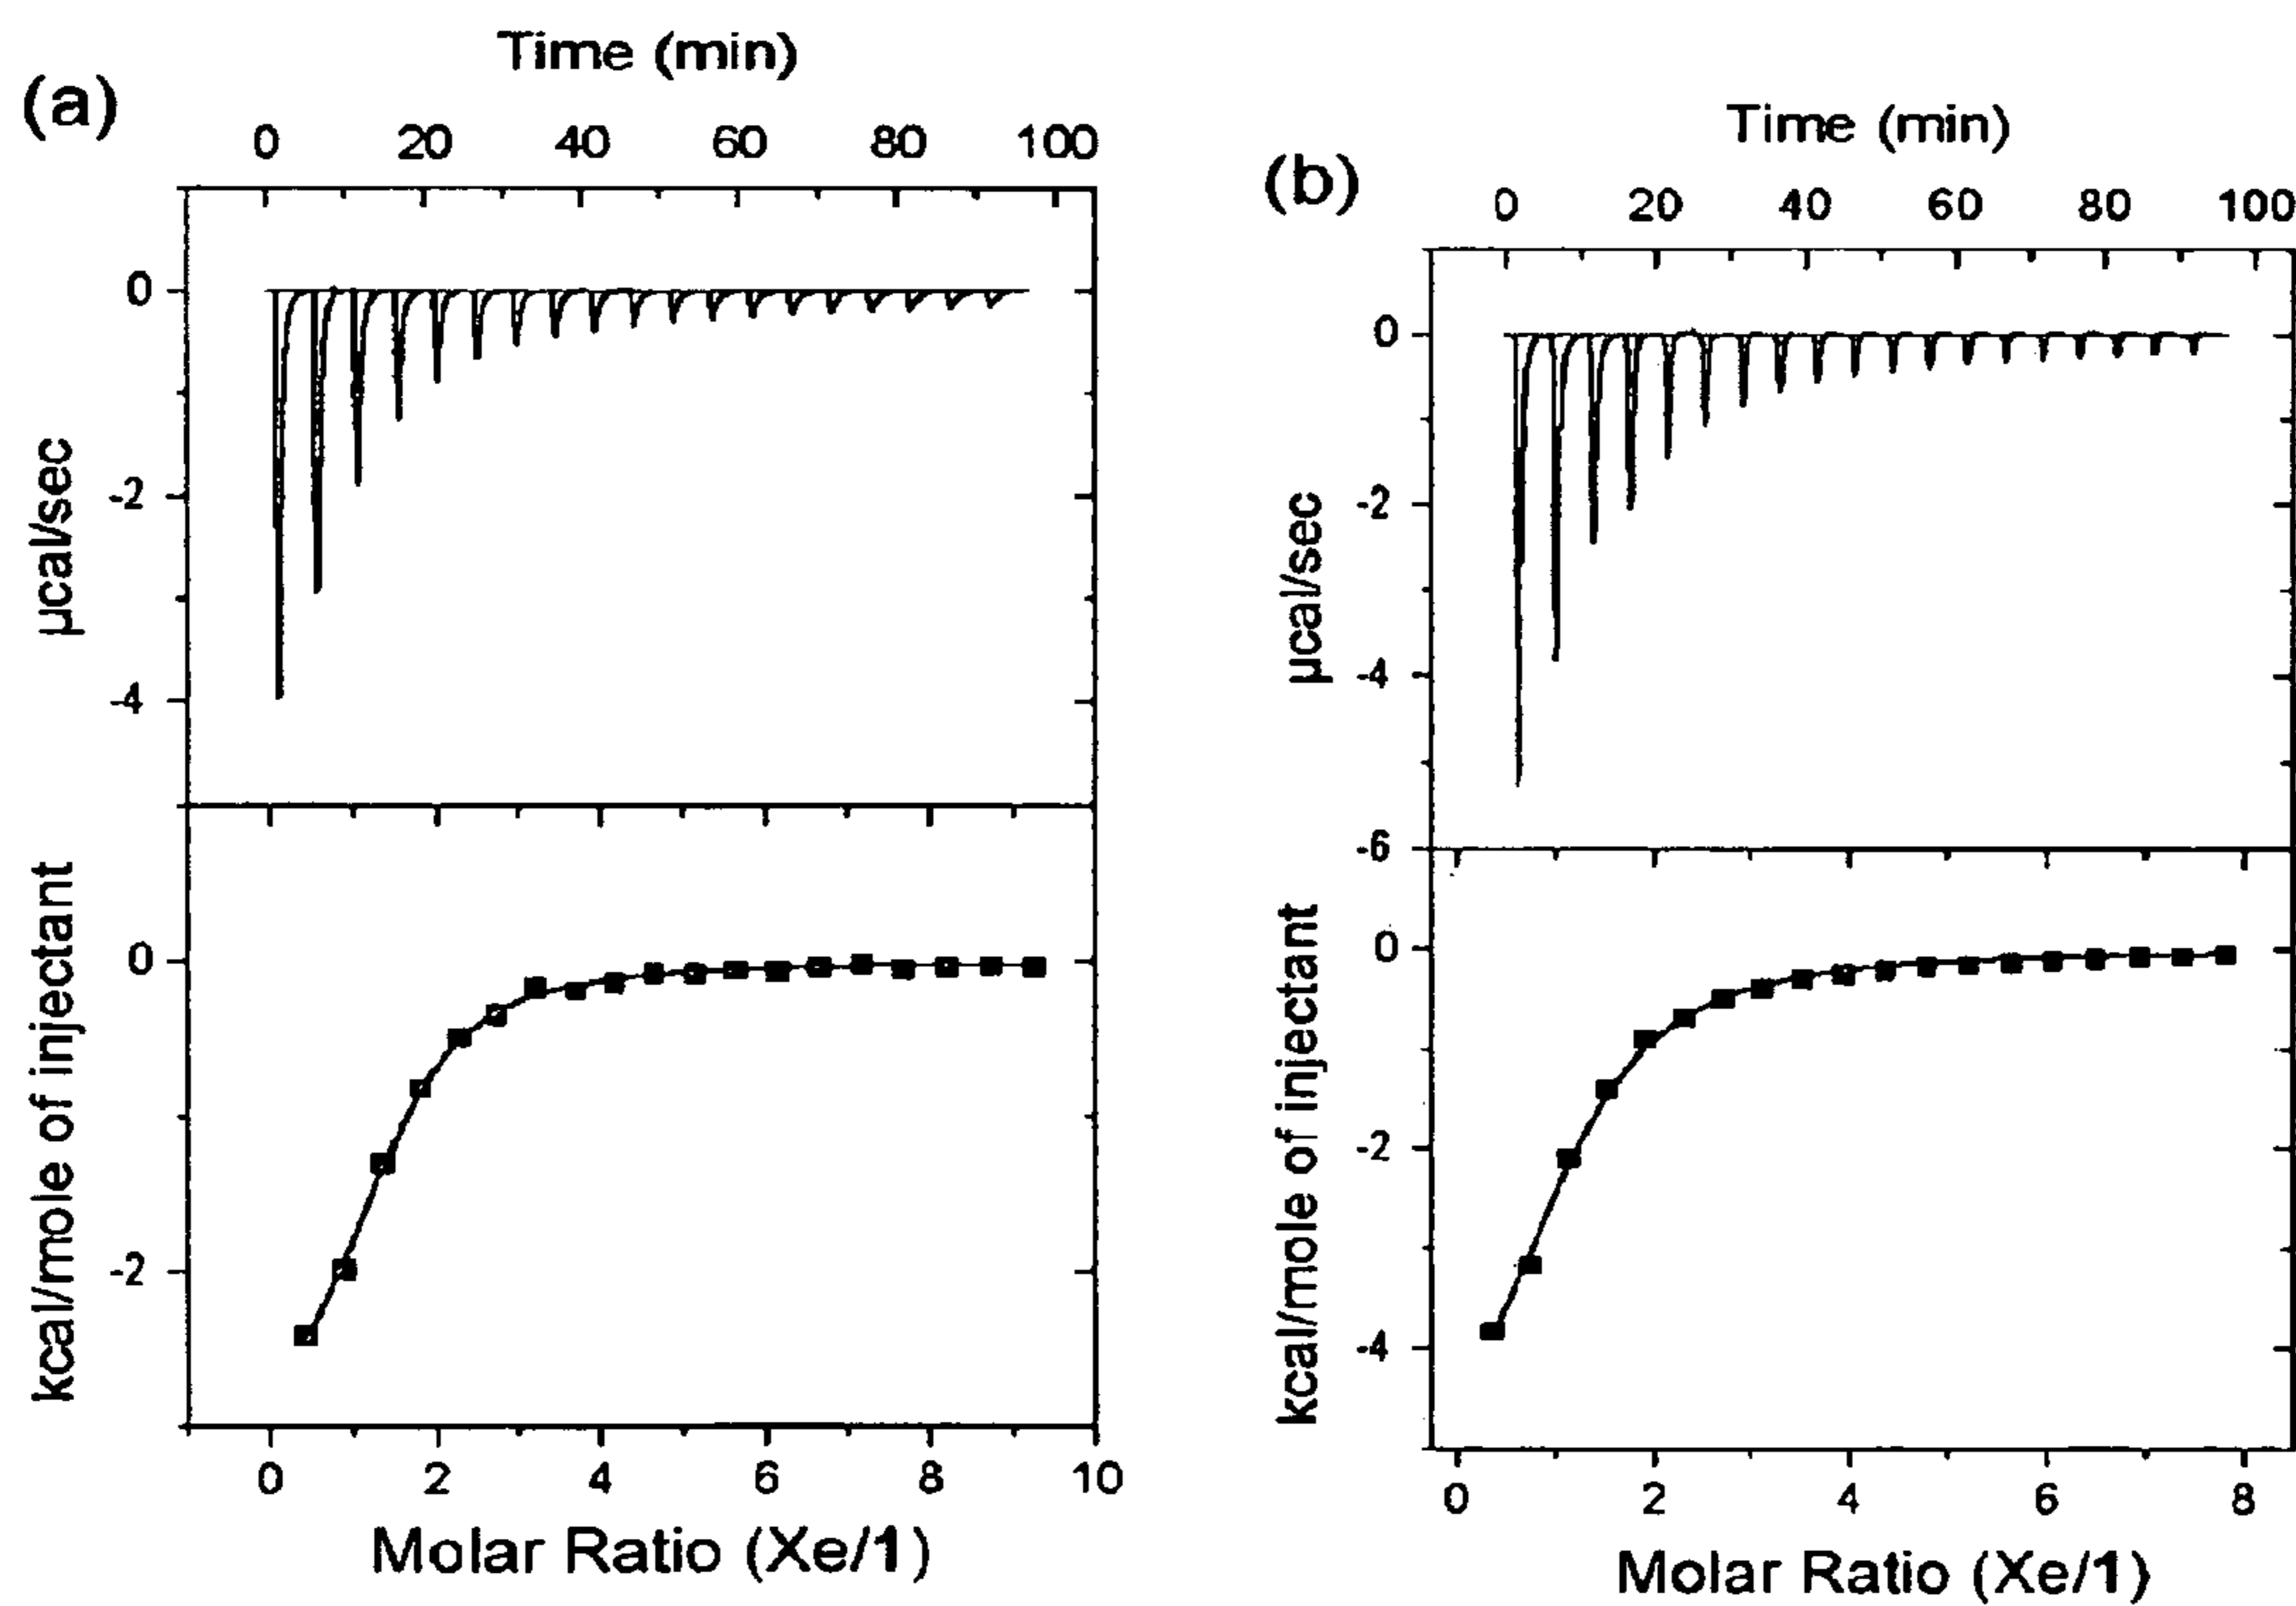 (a)
Time (min)
0 20 40 60 80 100
µcal/sec
0
-2
-4
kcal/mole of injectant
0
-2
0 2 4 6 8 10
Molar Ratio (Xe/1)
(b)
Time (min)
0 20 40 60 80 100
µcal/sec
0
-2
-4
-6
kcal/mole of injectant
0
-2
-4
0 2 4 6 8
Molar Ratio (Xe/1)